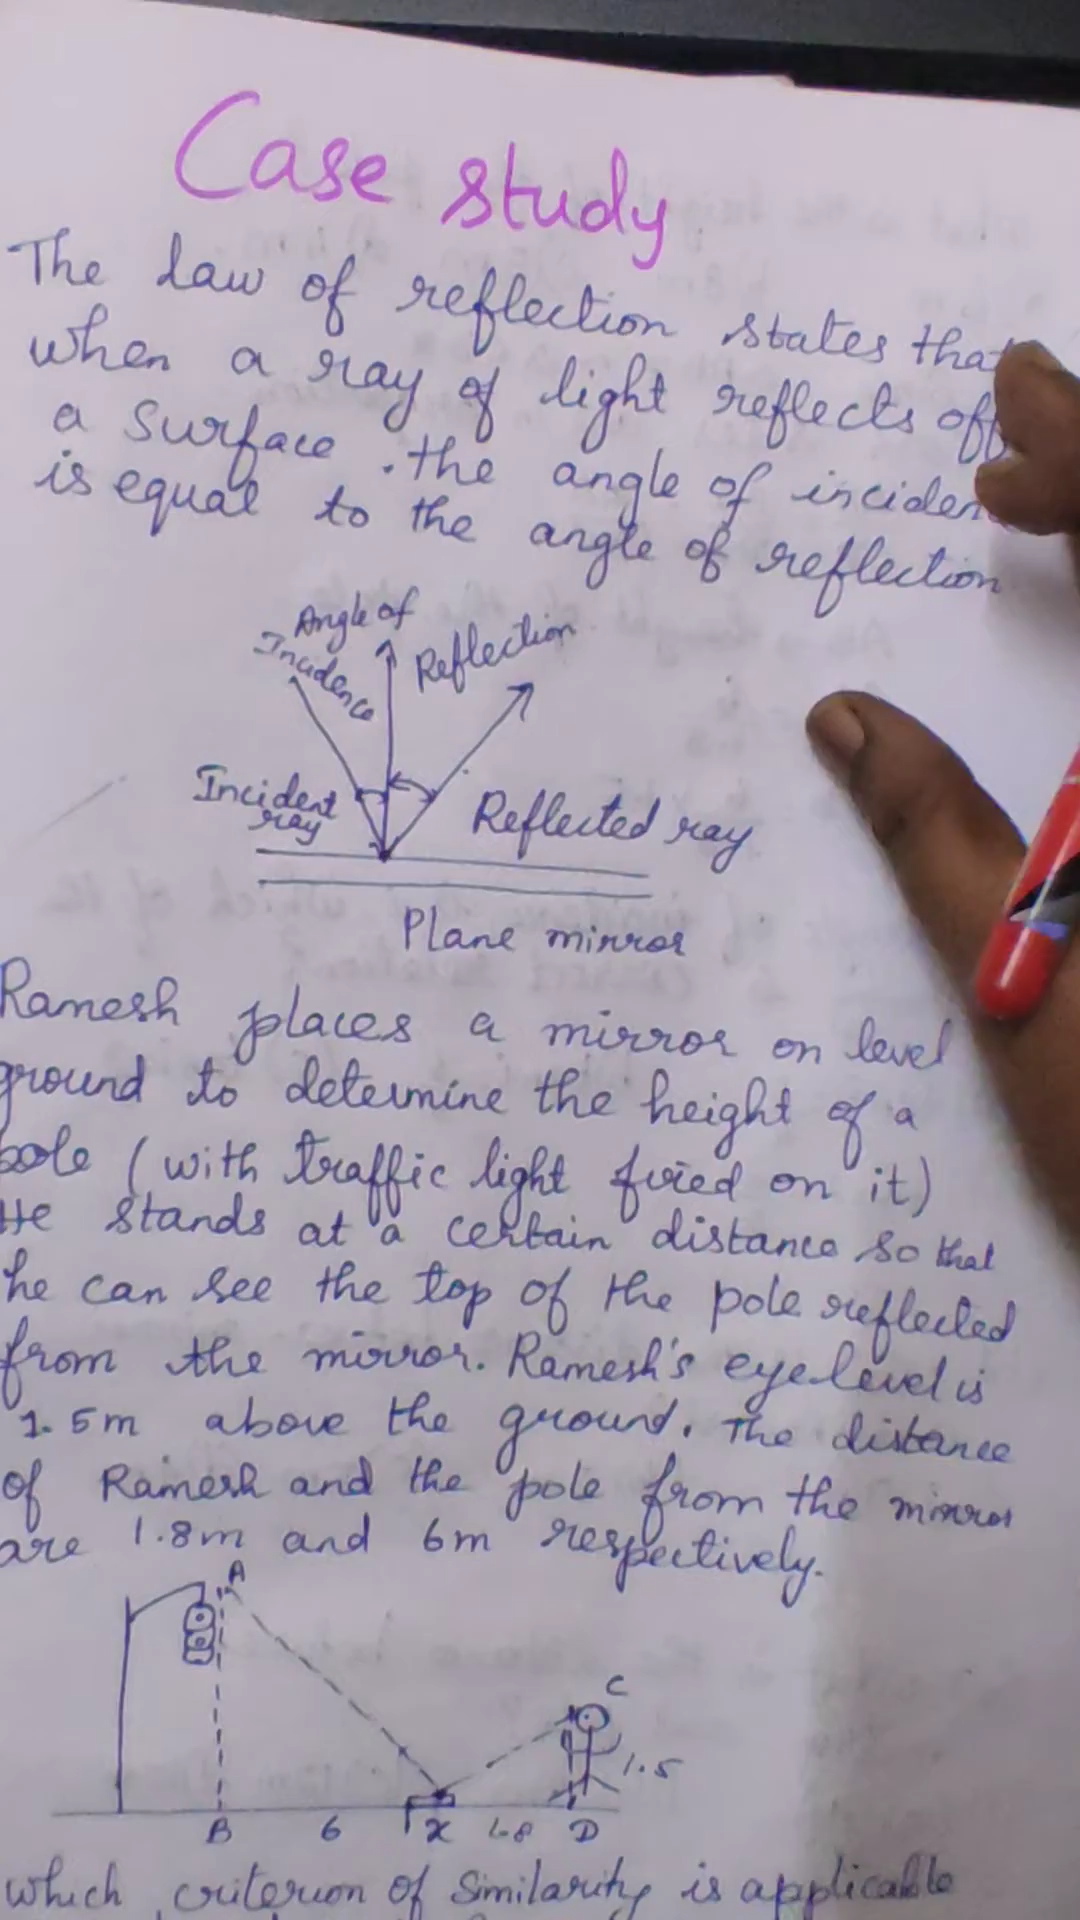 Case study
The law of reflection states that
when a ray of light reflects off
a surface. the angle of inciden
is equal to the angle of reflection
Angle of
Incidence
Reflection
Incident
ray
Reflected ray
Plane mirror
Ramesh places a mirror on level
ground to determine the height of a
pole (with traffic light fixed on it)
He stands at a certain distance so that
he can see the top of the pole reflected
from the mirror. Ramesh's eye level is
1.5m above the ground. The distance
of Ramesh and the pole from the mirror
are 1.8m and 6m respectively.
A
C
1.5
B 6 X 1.8 D
which criterion of similarity is applicable